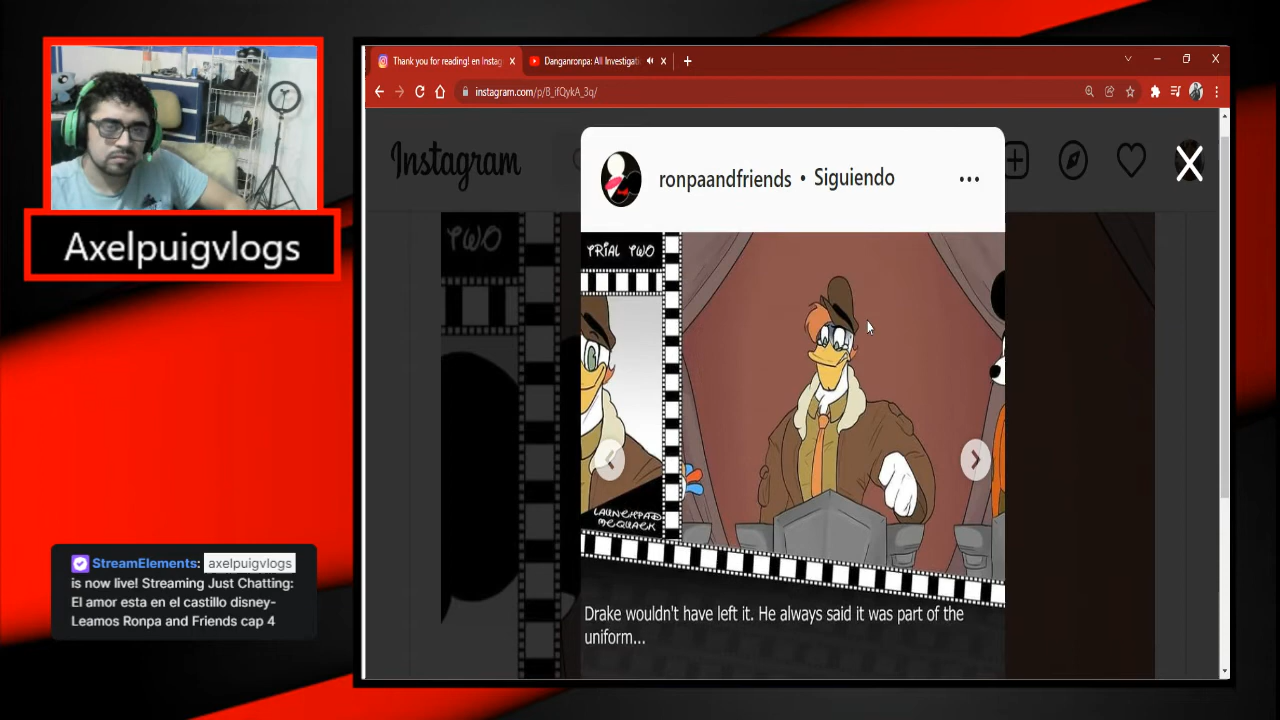 Thank you for reading! en Instag
Danganronpa: All Investigati
instagram.com/p/B_ifQykA_3q/
Instagram
ronpaandfriends • Siguiendo
TWO
TRIAL TWO
LAUNCHPAD
MCQUACK
Drake wouldn't have left it. He always said it was part of the
uniform...
Axelpuigvlogs
StreamElements: axelpuigvlogs
is now live! Streaming Just Chatting:
El amor esta en el castillo disney-
Leamos Ronpa and Friends cap 4